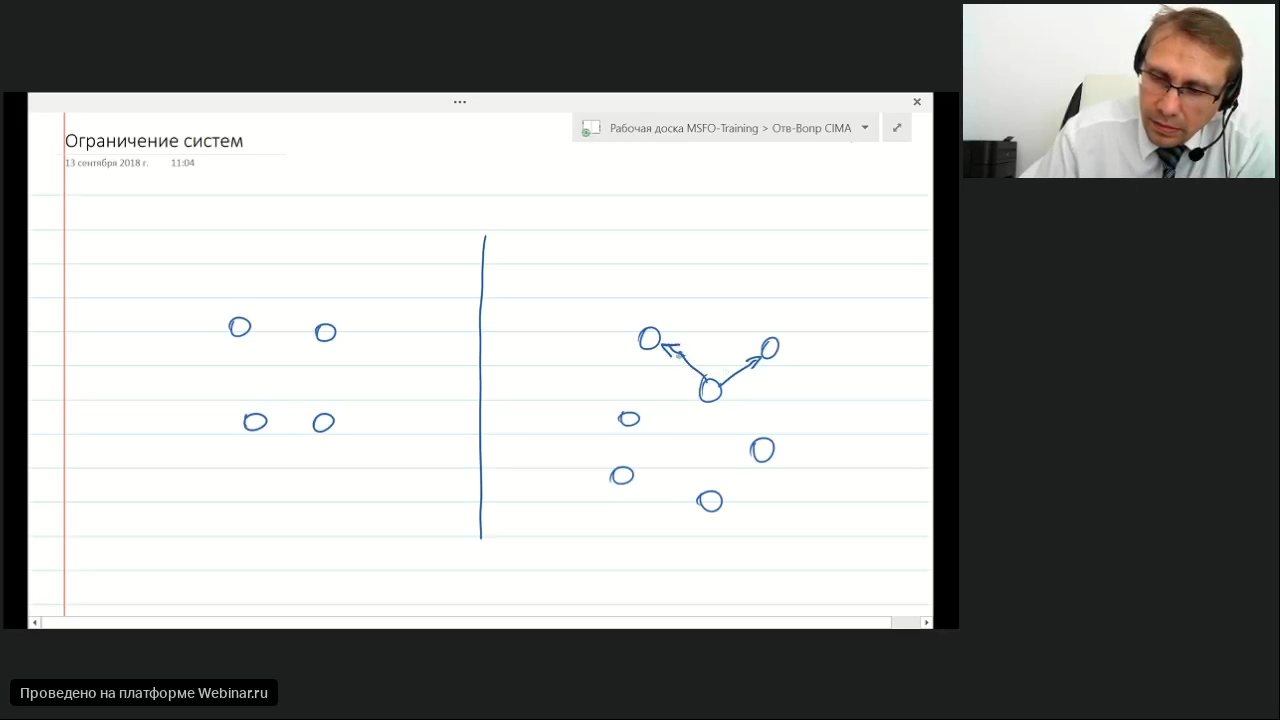 Рабочая доска MSFO-Training > Отв-Вопр CIMA
Ограничение систем
13 сентября 2018 г. 11:04
Проведено на платформе Webinar.ru